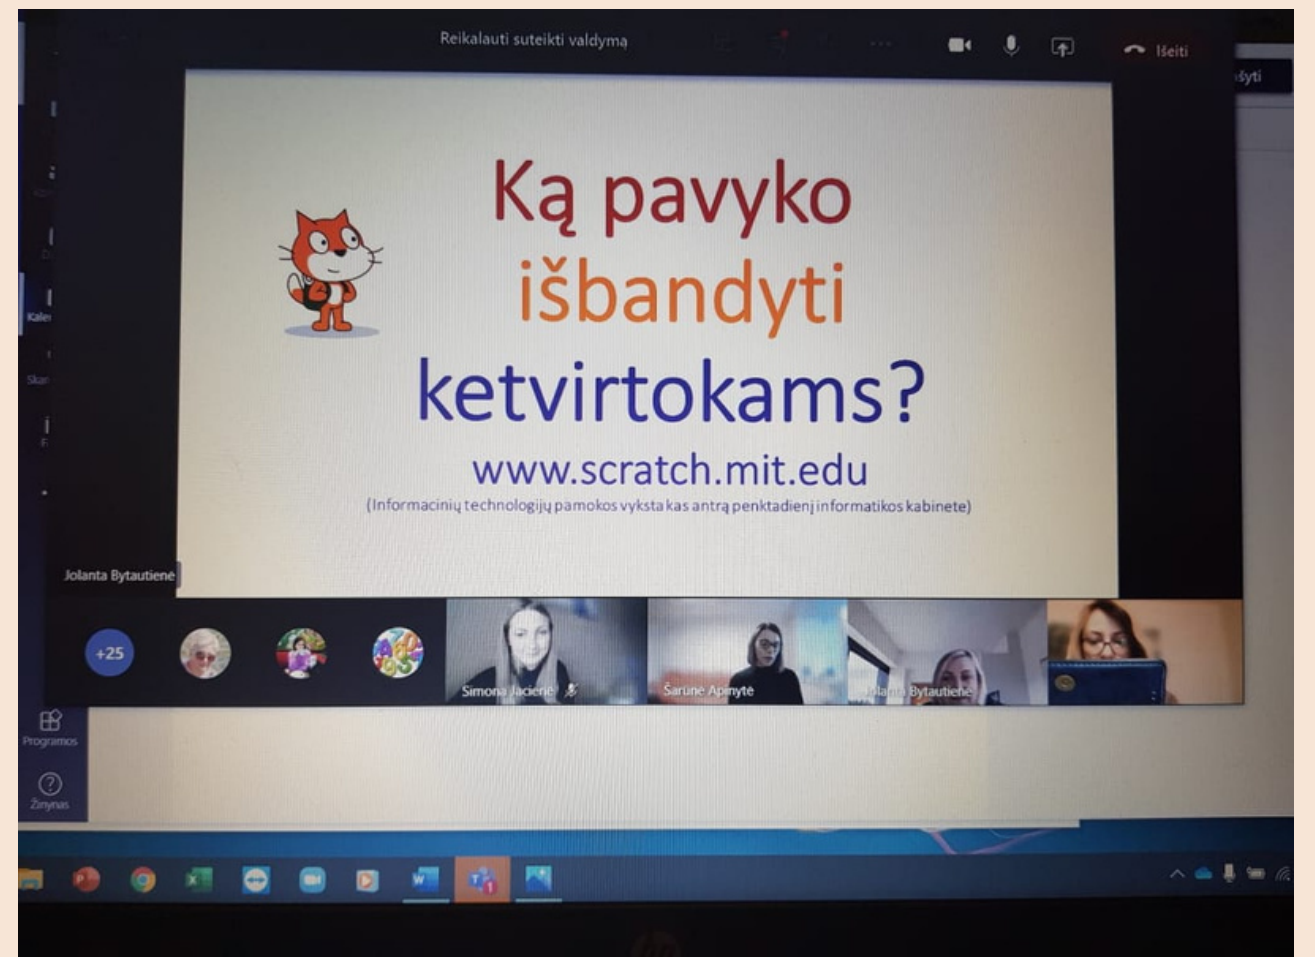 Reikalauti suteikti valdymą
Išeiti
Ką pavyko
išbandyti
ketvirtokams?
www.scratch.mit.edu
(Informacinių technologijų pamokos vyksta kas antrą penktadienį informatikos kabinete)
Jolanta Bytautienė
+25
Simona Jacienė
Šarūnė Apinytė
Jolanta Bytautienė
Programos
Žinynas